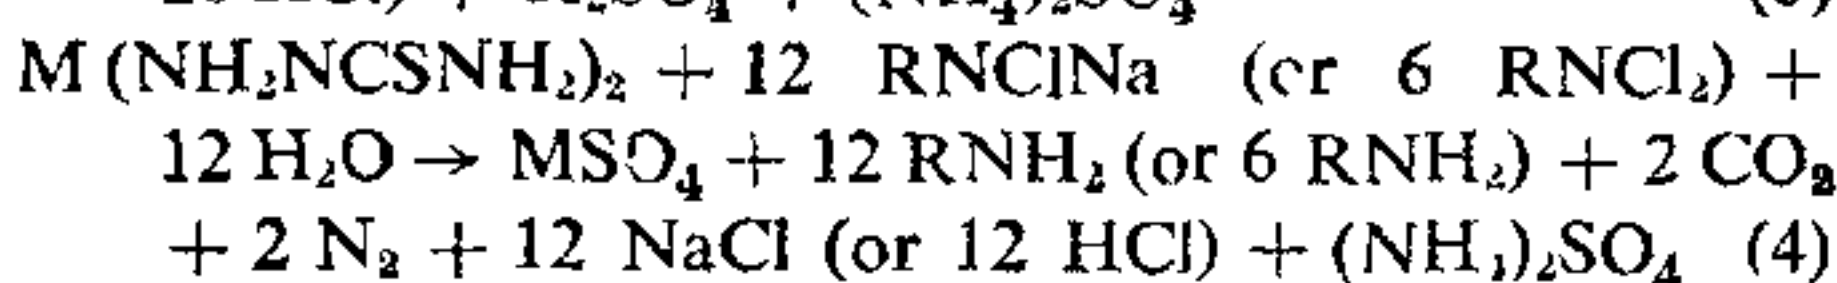 M (NH₂NCSNH₂)₂ + 12 RNClNa (or 6 RNCl₂) +
12 H₂O → MSO₄ + 12 RNH₂ (or 6 RNH₂) + 2 CO₂
+ 2 N₂ + 12 NaCl (or 12 HCl) + (NH₄)₂SO₄ (4)